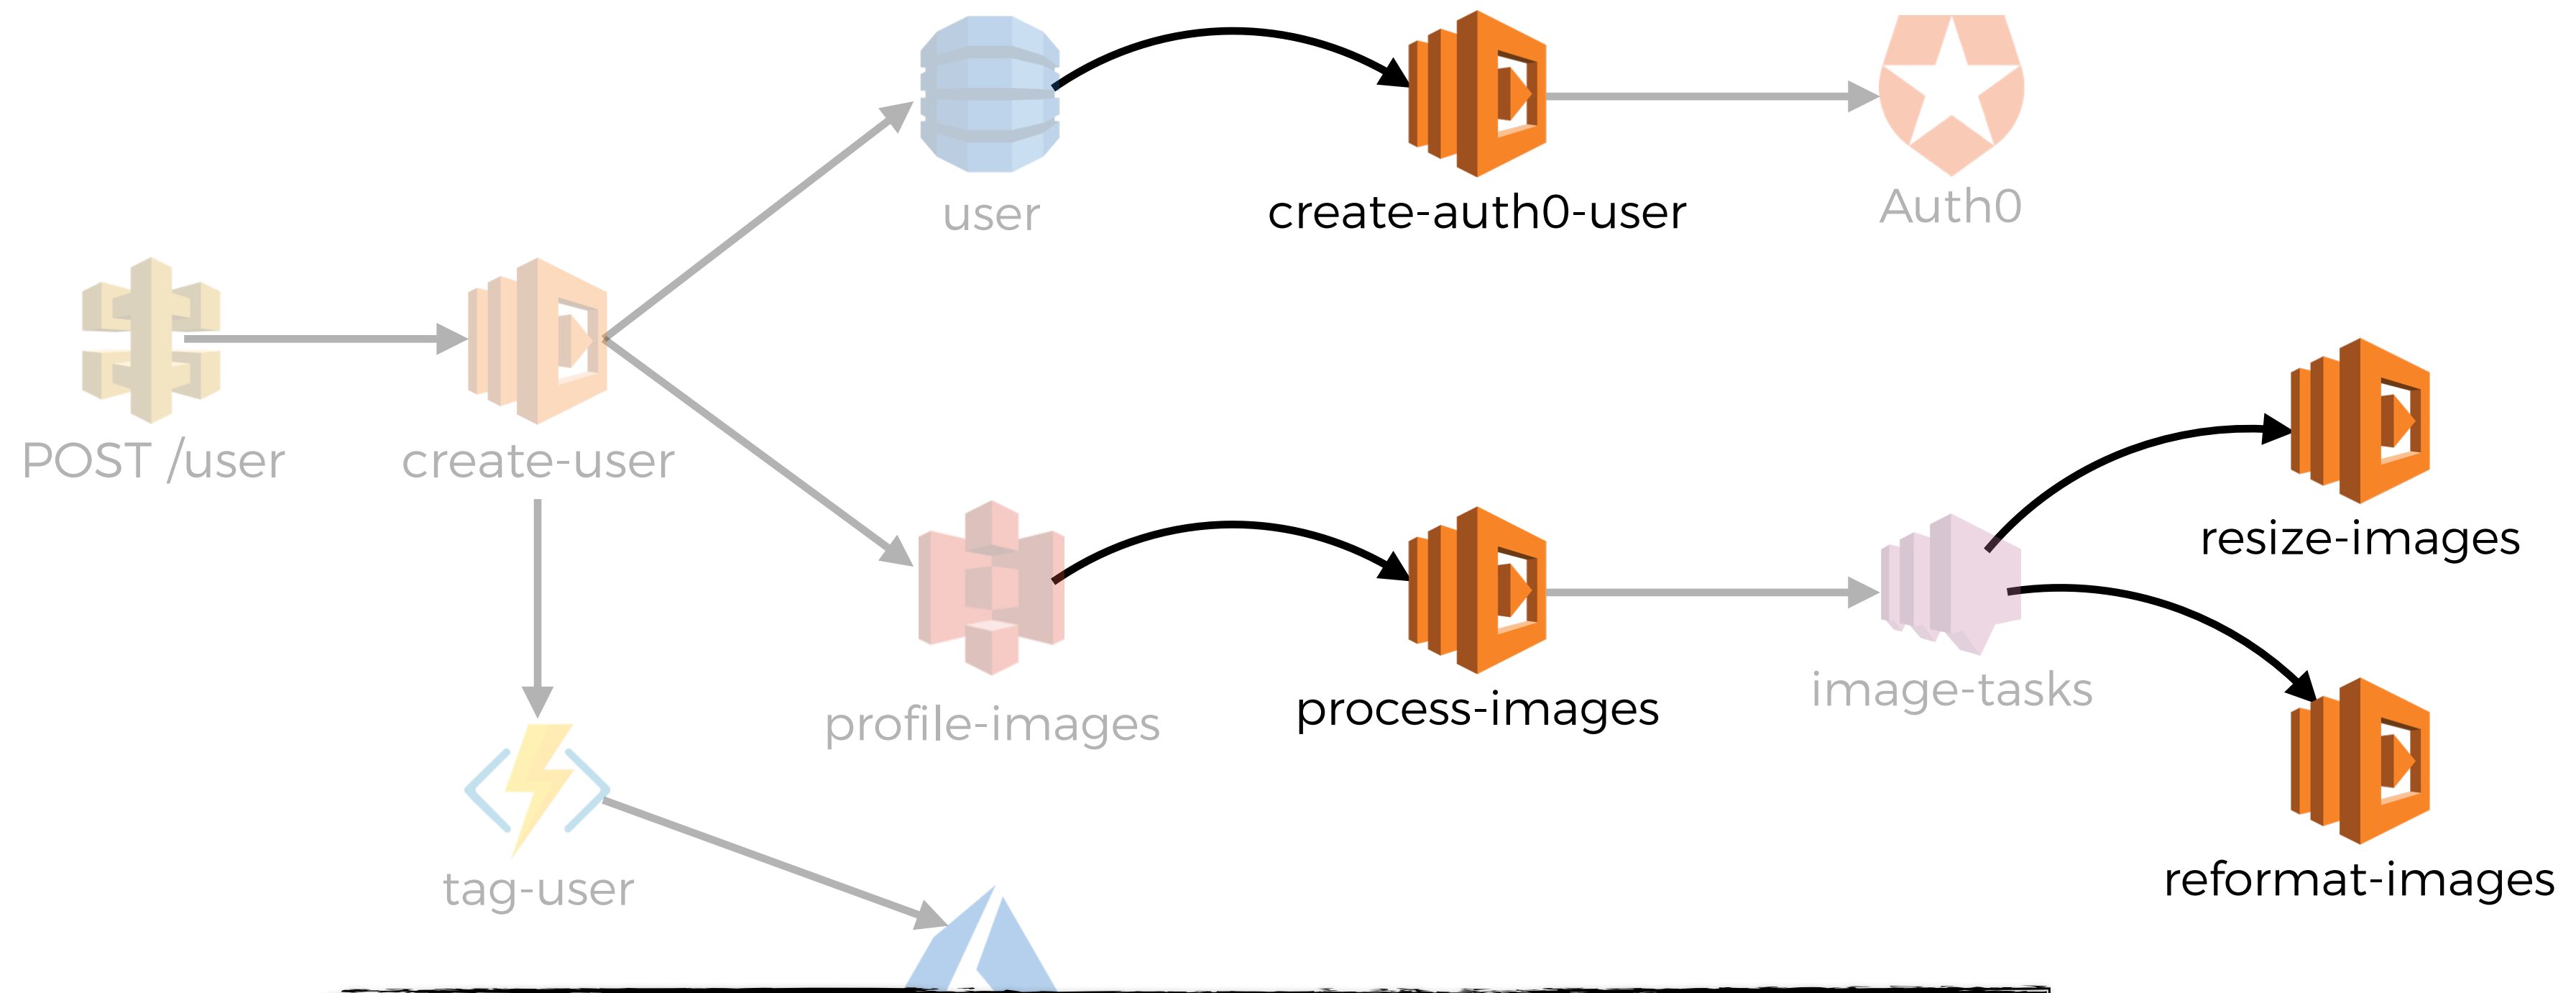 user
create-auth0-user
Auth0
POST /user
create-user
resize-images
profile-images
process-images
image-tasks
tag-user
reformat-images